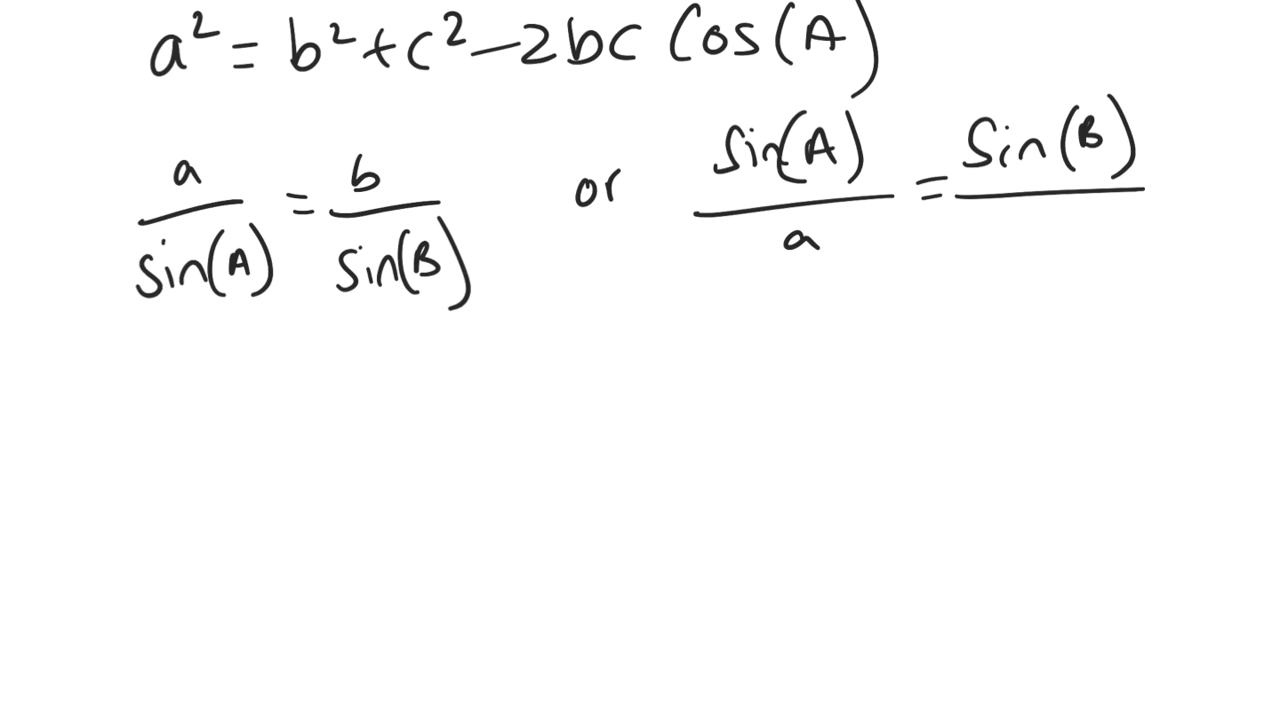 a² = b² + c² – 2bc Cos(A)
a/sin(A) = b/sin(B) or sin(A)/a = Sin(B)/